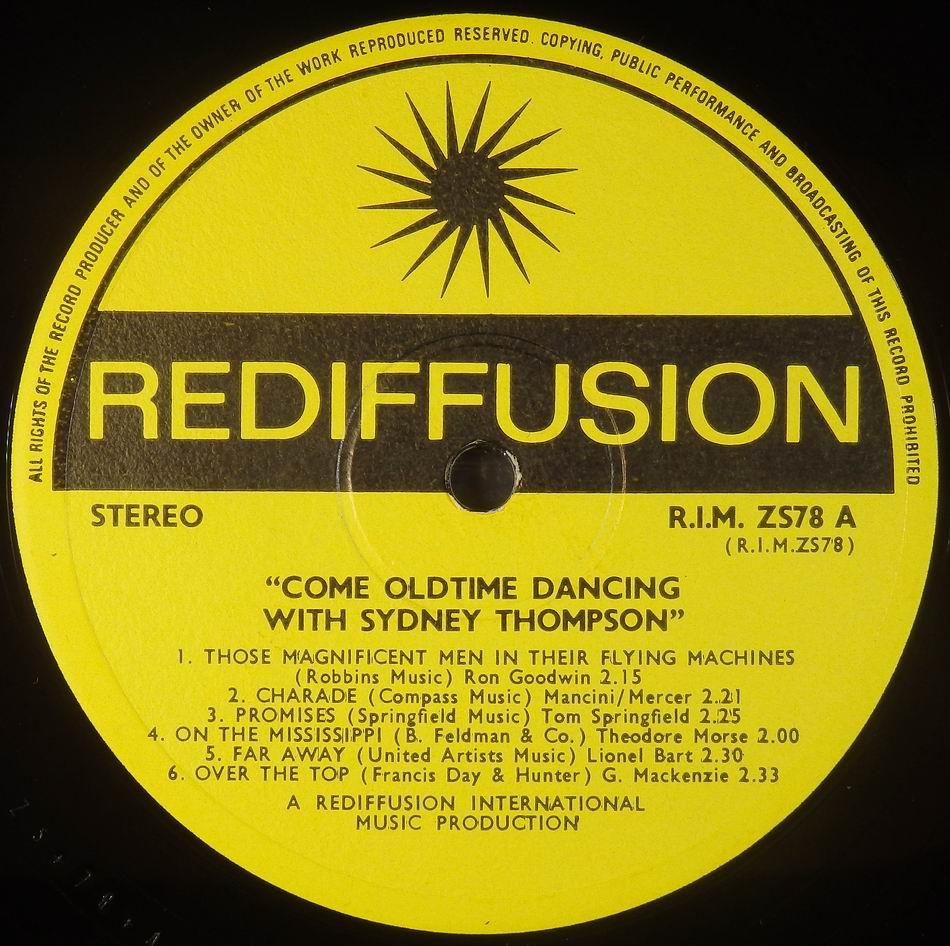 ALL RIGHTS OF THE RECORD PRODUCER AND OF THE OWNER OF THE WORK REPRODUCED RESERVED. COPYING, PUBLIC PERFORMANCE AND BROADCASTING OF THIS RECORD PROHIBITED
REDIFFUSION
STEREO
R.I.M. ZS78 A
(R.I.M.ZS78)
“COME OLDTIME DANCING
WITH SYDNEY THOMPSON”
1. THOSE MAGNIFICENT MEN IN THEIR FLYING MACHINES
(Robbins Music) Ron Goodwin 2.15
2. CHARADE (Compass Music) Mancini/Mercer 2.21
3. PROMISES (Springfield Music) Tom Springfield 2.25
4. ON THE MISSISSIPPI (B. Feldman & Co.) Theodore Morse 2.00
5. FAR AWAY (United Artists Music) Lionel Bart 2.30
6. OVER THE TOP (Francis Day & Hunter) G. Mackenzie 2.33
A REDIFFUSION INTERNATIONAL
MUSIC PRODUCTION